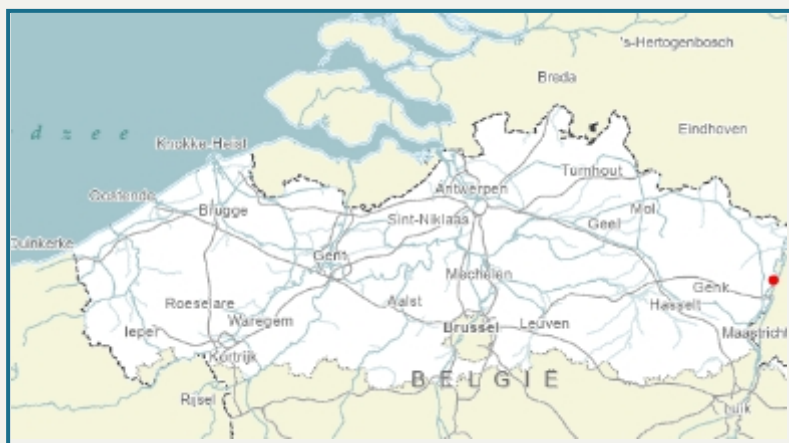 's-Hertogenbosch
Breda
d z e e
Eindhoven
Knokke-Heist
Turnhout
Antwerpen
Oostende
Mol
Brugge
Sint-Niklaas
Geel
Duinkerke
Gent
Mechelen
Genk
Roeselare
Aalst
Hasselt
Waregem
Ieper
Brussel
Leuven
Maastricht
Kortrijk
BELGIË
Rijsel
Luik